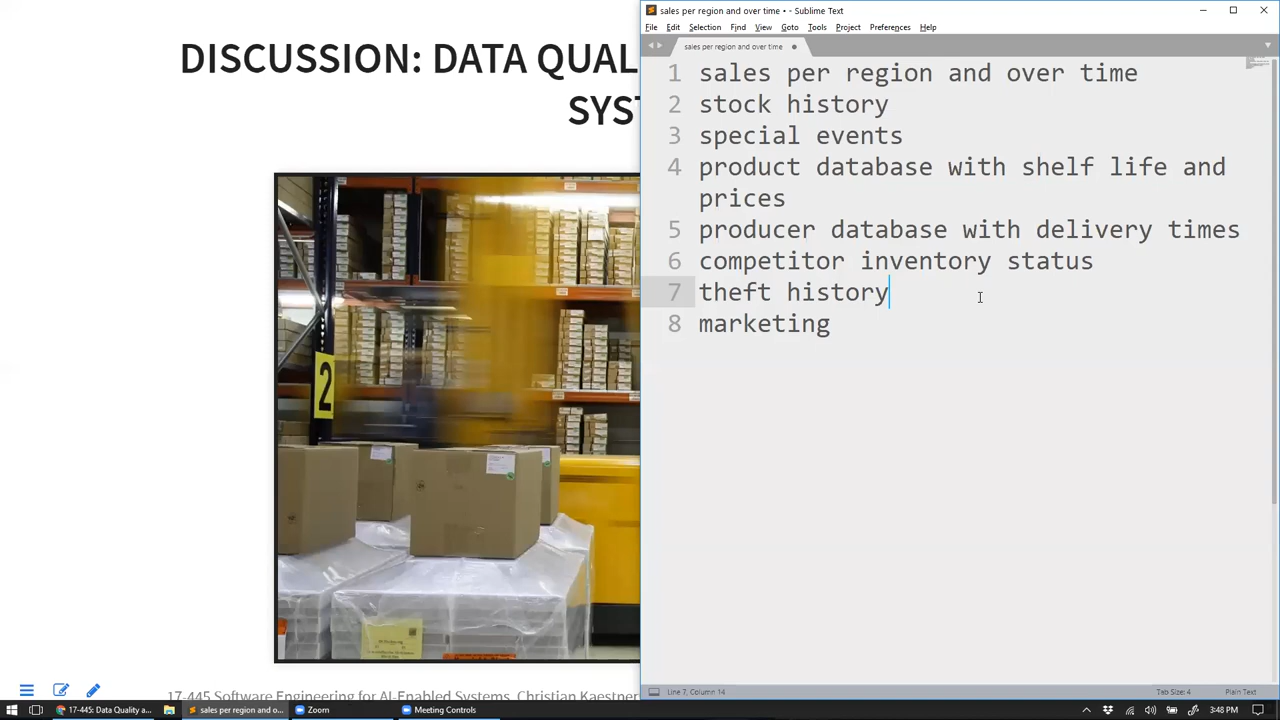 DISCUSSION: DATA QUAL
SYST
2
17-445 Software Engineering for AI-Enabled Systems, Christian Kaestner
sales per region and over time • - Sublime Text
File Edit Selection Find View Goto Tools Project Preferences Help
sales per region and over time
1 sales per region and over time
2 stock history
3 special events
4 product database with shelf life and
prices
5 producer database with delivery times
6 competitor inventory status
7 theft history
8 marketing
Line 7, Column 14
Tab Size: 4
Plain Text
17-445: Data Quality a...
sales per region and o...
Zoom
Meeting Controls
3:48 PM